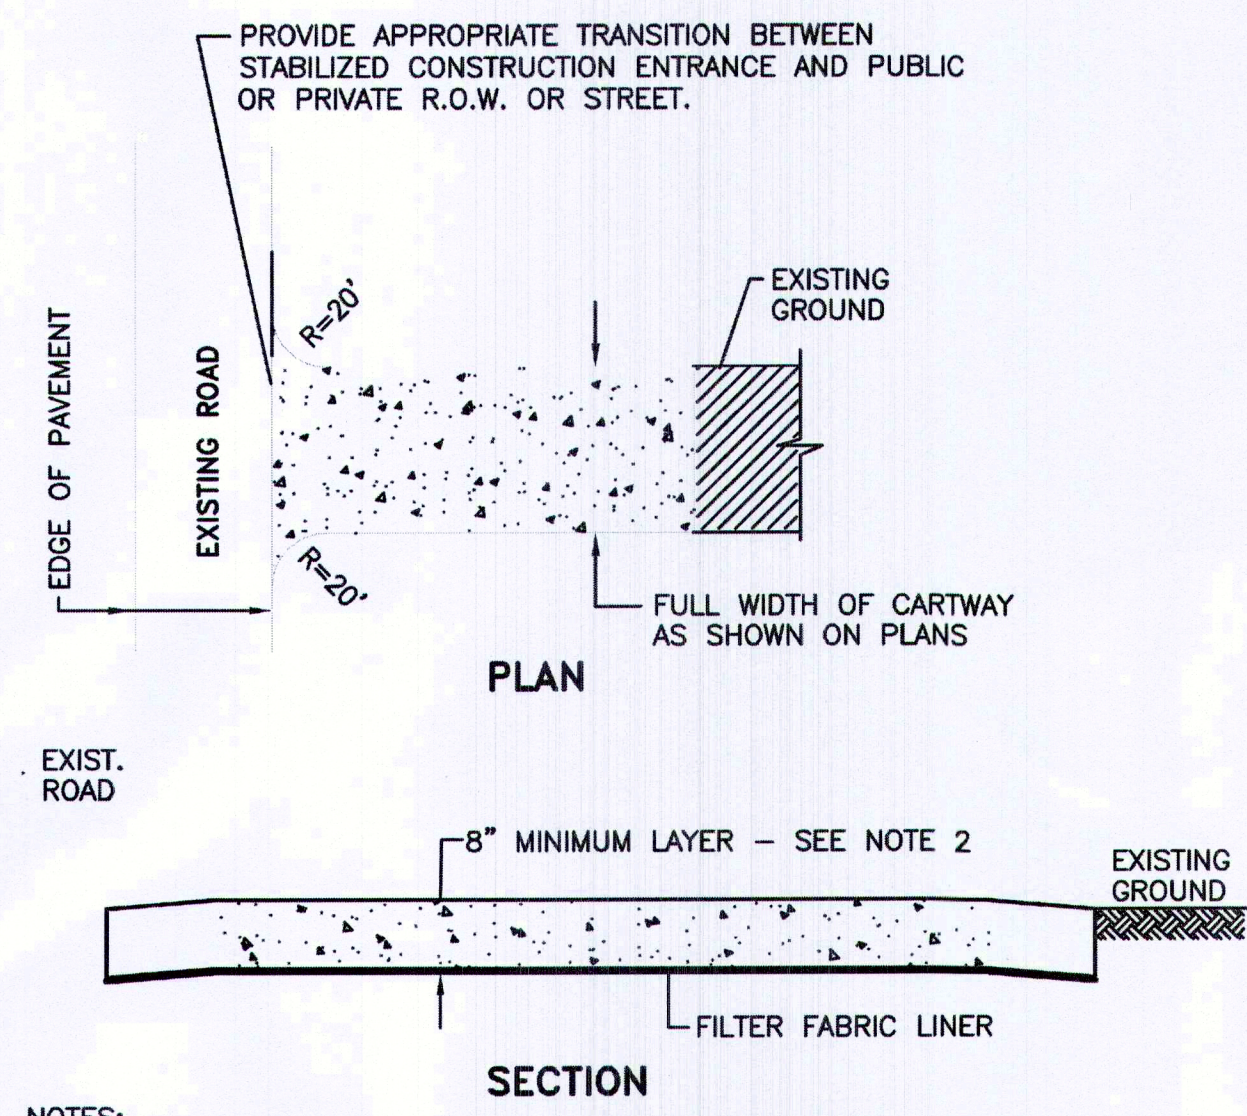 PROVIDE APPROPRIATE TRANSITION BETWEEN
STABILIZED CONSTRUCTION ENTRANCE AND PUBLIC
OR PRIVATE R.O.W. OR STREET.
EXISTING
GROUND
R=20'
EDGE OF PAVEMENT
EXISTING ROAD
R=20'
FULL WIDTH OF CARTWAY
AS SHOWN ON PLANS
PLAN
EXIST.
ROAD
8" MINIMUM LAYER - SEE NOTE 2
EXISTING
GROUND
FILTER FABRIC LINER
SECTION
NOTES: